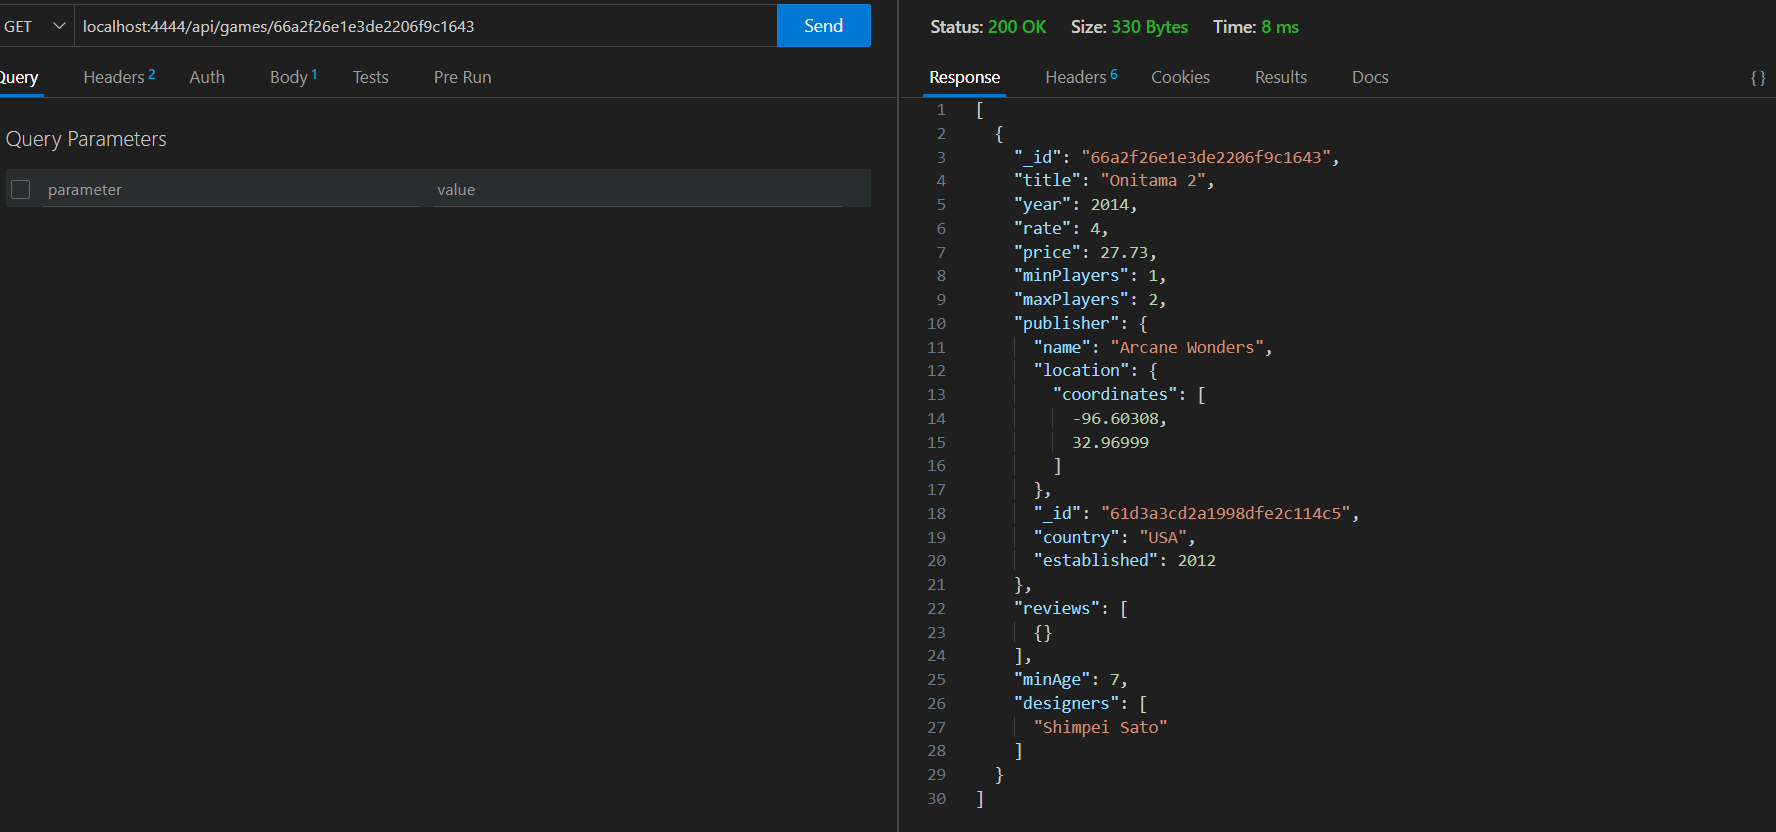 GET localhost:4444/api/games/66a2f26e1e3de2206f9c1643 Send
Query Headers 2 Auth Body 1 Tests Pre Run
Query Parameters
parameter value
Status: 200 OK Size: 330 Bytes Time: 8 ms
Response Headers 6 Cookies Results Docs {}
1 [
2 {
3 "_id": "66a2f26e1e3de2206f9c1643",
4 "title": "Onitama 2",
5 "year": 2014,
6 "rate": 4,
7 "price": 27.73,
8 "minPlayers": 1,
9 "maxPlayers": 2,
10 "publisher": {
11 "name": "Arcane Wonders",
12 "location": {
13 "coordinates": [
14 -96.60308,
15 32.96999
16 ]
17 },
18 "_id": "61d3a3cd2a1998dfe2c114c5",
19 "country": "USA",
20 "established": 2012
21 },
22 "reviews": [
23 {}
24 ],
25 "minAge": 7,
26 "designers": [
27 "Shimpei Sato"
28 ]
29 }
30 ]